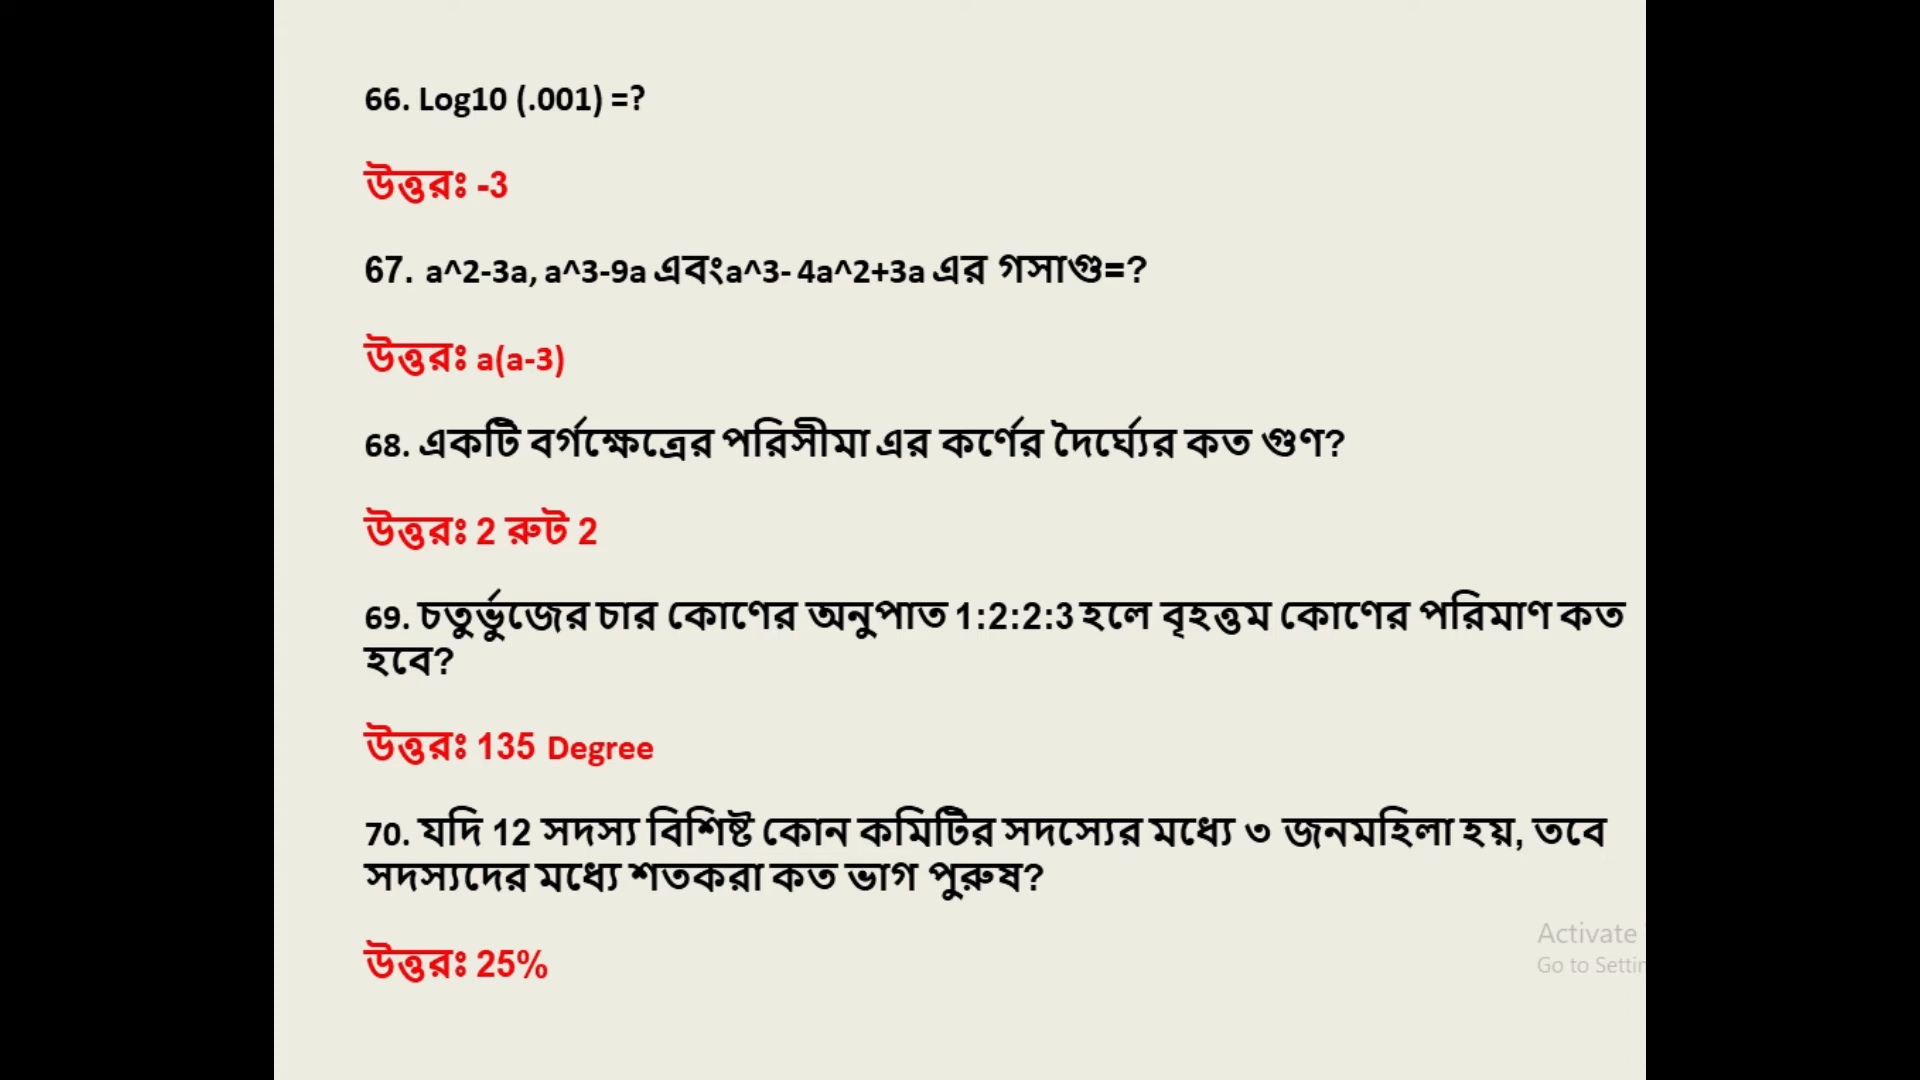 66. Log10 (.001) =?
উত্তরঃ -3
67. a^2-3a, a^3-9a এবংa^3- 4a^2+3a এর গসাগু=?
উত্তরঃ a(a-3)
68. একটি বর্গক্ষেত্রের পরিসীমা এর কর্ণের দৈর্ঘ্যের কত গুণ?
উত্তরঃ 2 রুট 2
69. চতুর্ভুজের চার কোণের অনুপাত 1:2:2:3 হলে বৃহত্তম কোণের পরিমাণ কত
হবে?
উত্তরঃ 135 Degree
70. যদি 12 সদস্য বিশিষ্ট কোন কমিটির সদস্যের মধ্যে ৩ জনমহিলা হয়, তবে
সদস্যদের মধ্যে শতকরা কত ভাগ পুরুষ?
উত্তরঃ 25%
Activate
Go to Settin